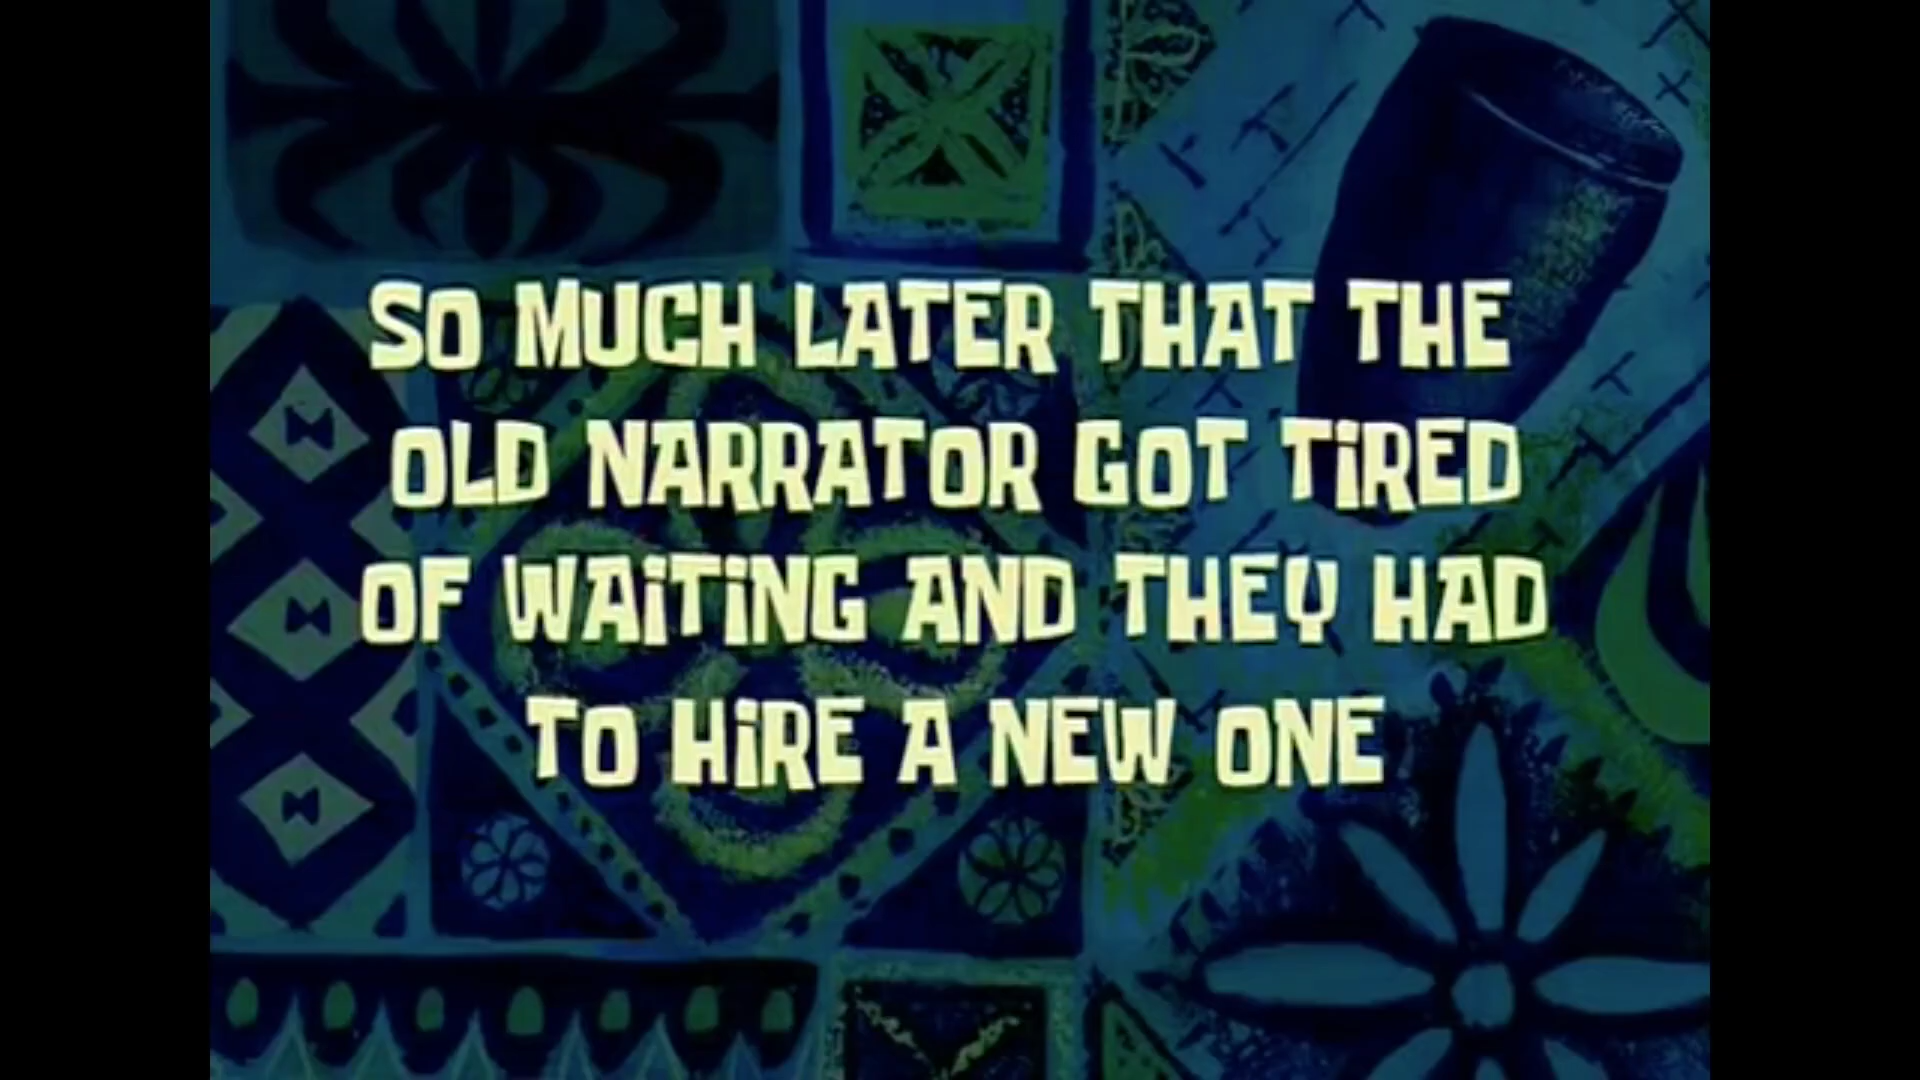 SO MUCH LATER THAT THE
OLD NARRATOR GOT TiRED
OF WAiTiNG AND THEY HAD
TO HiRE A NEW ONE